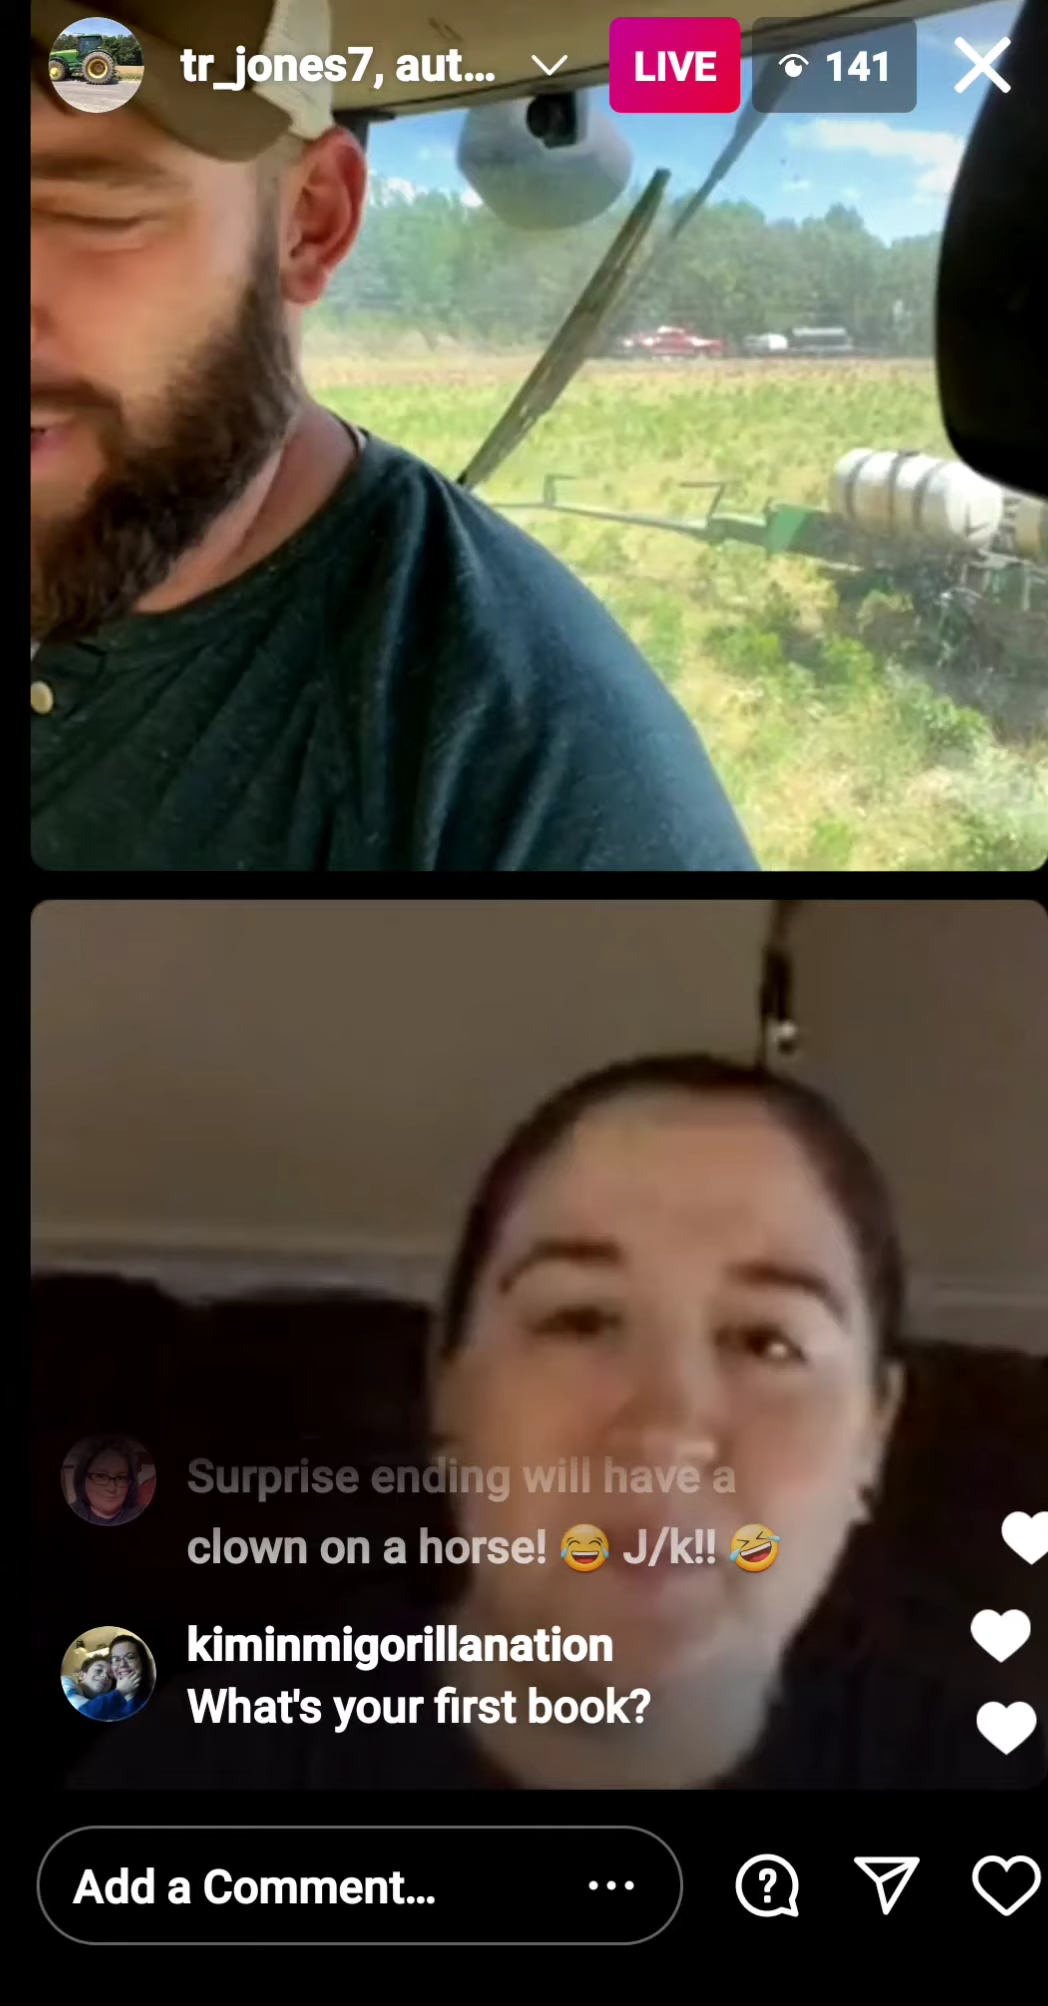 tr_jones7, aut...
LIVE
141
Surprise ending will have a
clown on a horse! 😂 J/k!! 🤣
kiminmigorillanation
What's your first book?
Add a Comment...